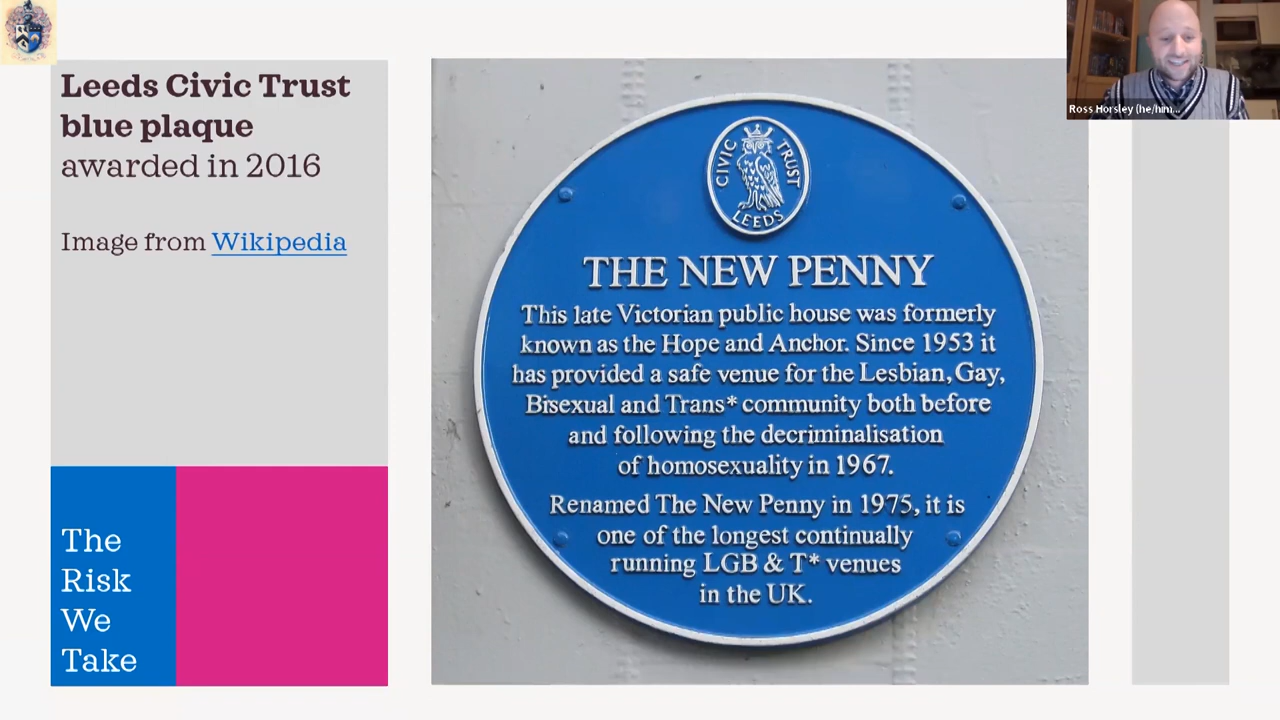 Leeds Civic Trust
blue plaque
awarded in 2016
Image from Wikipedia
The
Risk
We
Take
CIVIC TRUST
LEEDS
THE NEW PENNY
This late Victorian public house was formerly
known as the Hope and Anchor. Since 1953 it
has provided a safe venue for the Lesbian, Gay,
Bisexual and Trans* community both before
and following the decriminalisation
of homosexuality in 1967.
Renamed The New Penny in 1975, it is
one of the longest continually
running LGB & T* venues
in the UK.
Ross Horsley (he/him...